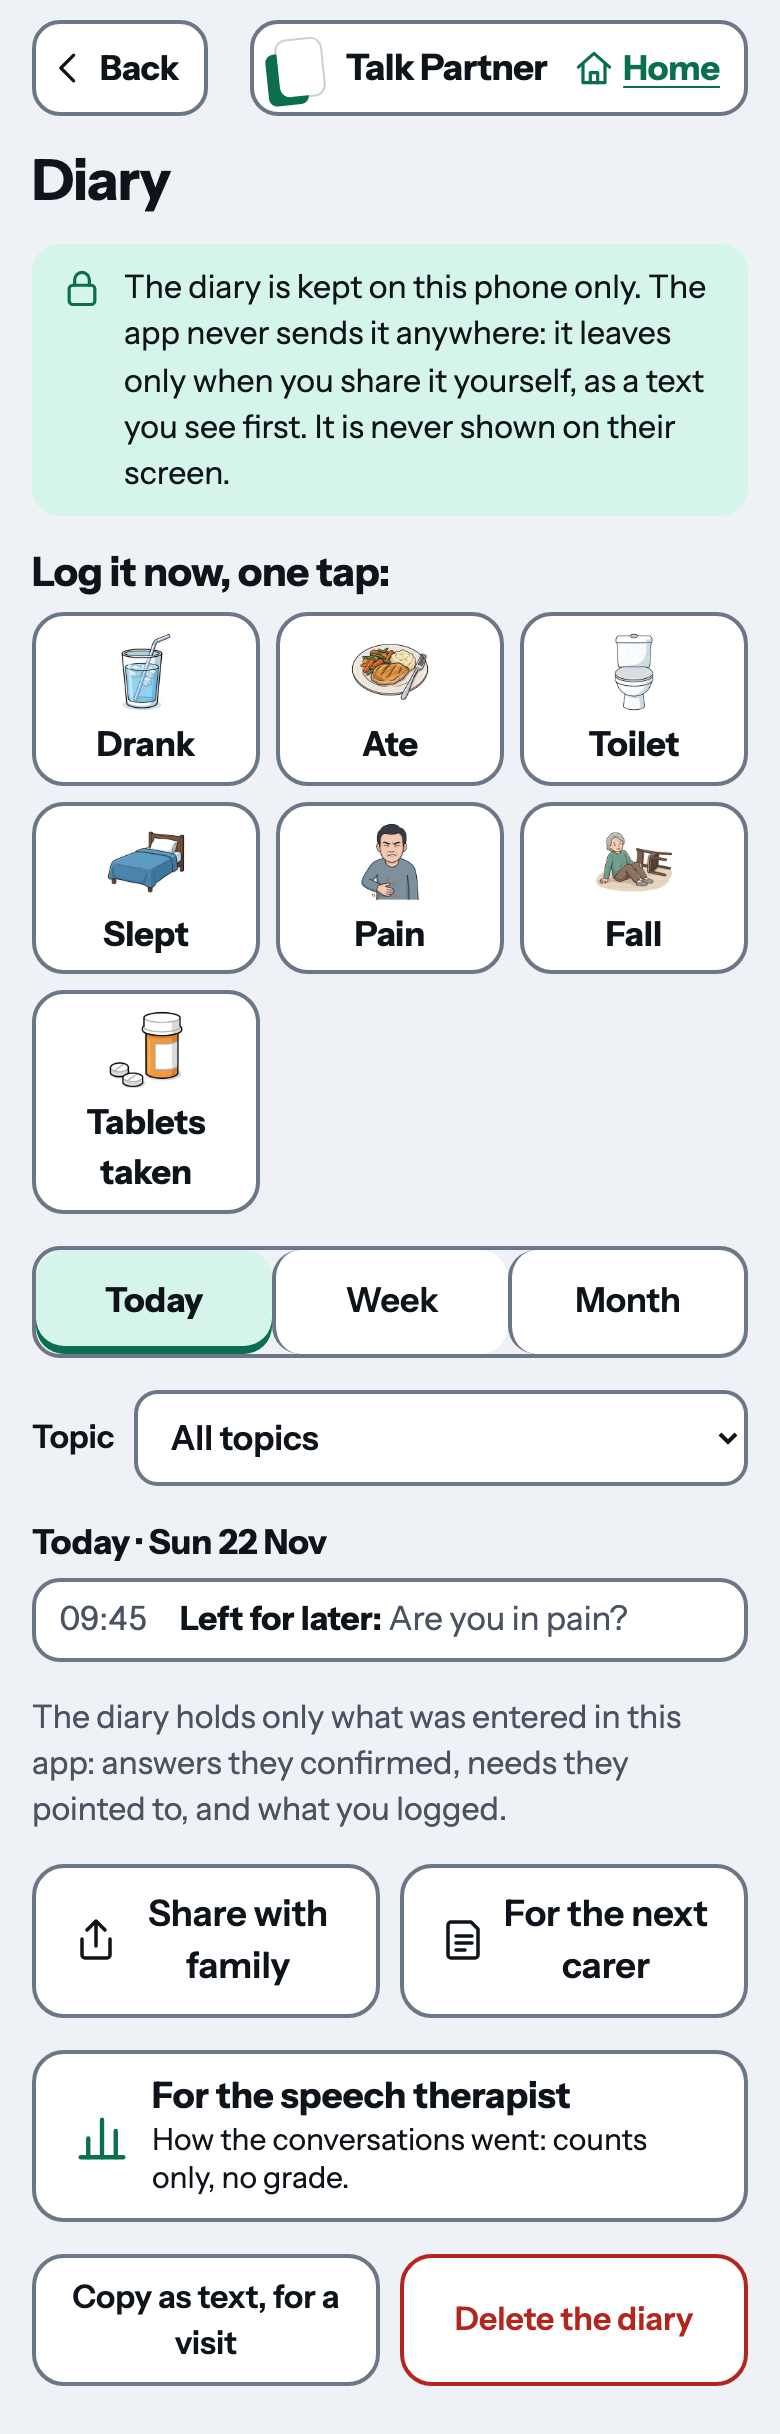 Back
Talk Partner
Home
Diary
The diary is kept on this phone only. The
app never sends it anywhere: it leaves
only when you share it yourself, as a text
you see first. It is never shown on their
screen.
Log it now, one tap:
Drank
Ate
Toilet
Slept
Pain
Fall
Tablets
taken
Today
Week
Month
Topic
All topics
Today · Sun 22 Nov
09:45 Left for later: Are you in pain?
The diary holds only what was entered in this
app: answers they confirmed, needs they
pointed to, and what you logged.
Share with
family
For the next
carer
For the speech therapist
How the conversations went: counts
only, no grade.
Copy as text, for a
visit
Delete the diary